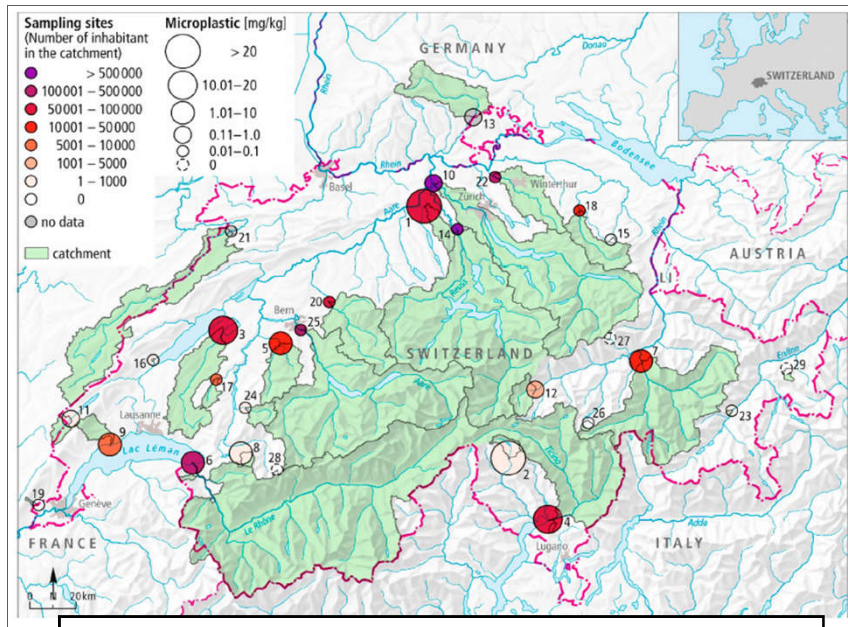 Sampling sites
(Number of inhabitant
in the catchment)
> 500 000
100 001 – 500 000
50 001 – 100 000
10 001 – 50 000
5001 – 10 000
1001 – 5000
1 – 1000
0
no data
catchment
Microplastic [mg/kg]
> 20
10.01–20
1.01–10
0.11–1.0
0.01–0.1
0
GERMANY
Donau
Rhein
SWITZERLAND
13
Bodensee
Rhein
Basel
10
22
Winterthur
Zürich
Aare
1
18
14
15
Rhein
21
AUSTRIA
Reuss
LI
20
Bern
25
3
5
SWITZERLAND
27
7
16
17
Aare
12
29
24
11
Lausanne
26
23
9
8
Lac Léman
6
28
2
Ticino
19
Genève
Le Rhône
4
Adda
Lugano
FRANCE
ITALY
N
0
20 km